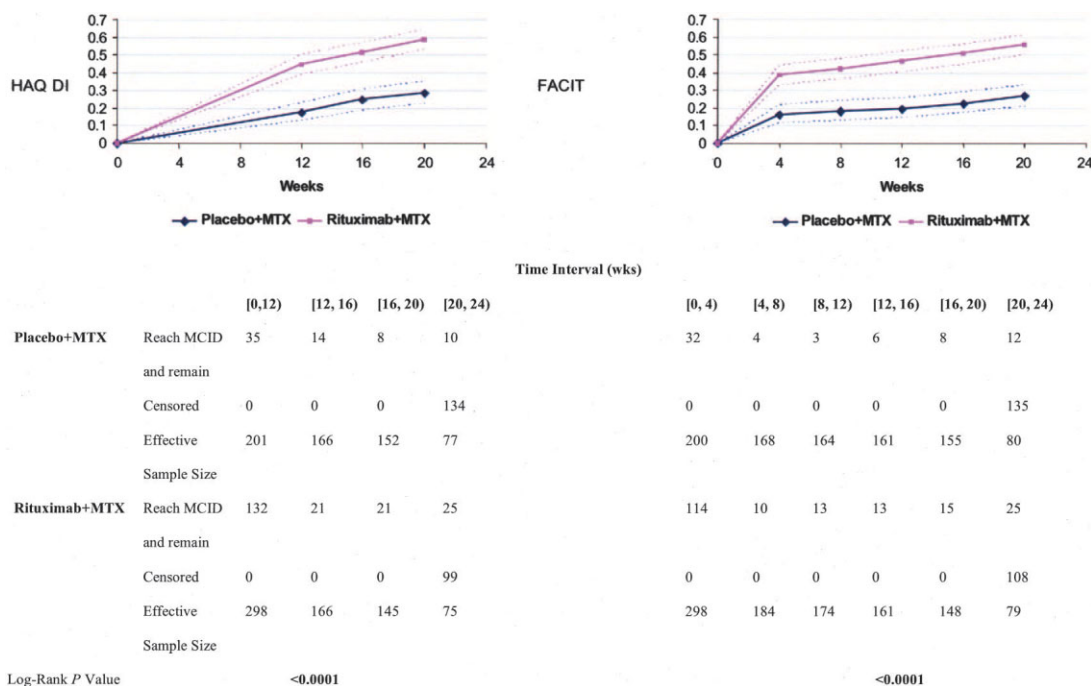 HAQ DI
0.7
0.6
0.5
0.4
0.3
0.2
0.1
0
0 4 8 12 16 20 24
Weeks
Placebo+MTX Rituximab+MTX
FACIT
0.7
0.6
0.5
0.4
0.3
0.2
0.1
0
0 4 8 12 16 20 24
Weeks
Placebo+MTX Rituximab+MTX
Time Interval (wks)
[0,12) [12, 16) [16, 20) [20, 24) [0, 4) [4, 8) [8, 12) [12, 16) [16, 20) [20, 24)
Placebo+MTX Reach MCID 35 14 8 10 32 4 3 6 8 12
and remain
Censored 0 0 0 134 0 0 0 0 0 135
Effective 201 166 152 77 200 168 164 161 155 80
Sample Size
Rituximab+MTX Reach MCID 132 21 21 25 114 10 13 13 15 25
and remain
Censored 0 0 0 99 0 0 0 0 0 108
Effective 298 166 145 75 298 184 174 161 148 79
Sample Size
Log-Rank P Value <0.0001 <0.0001